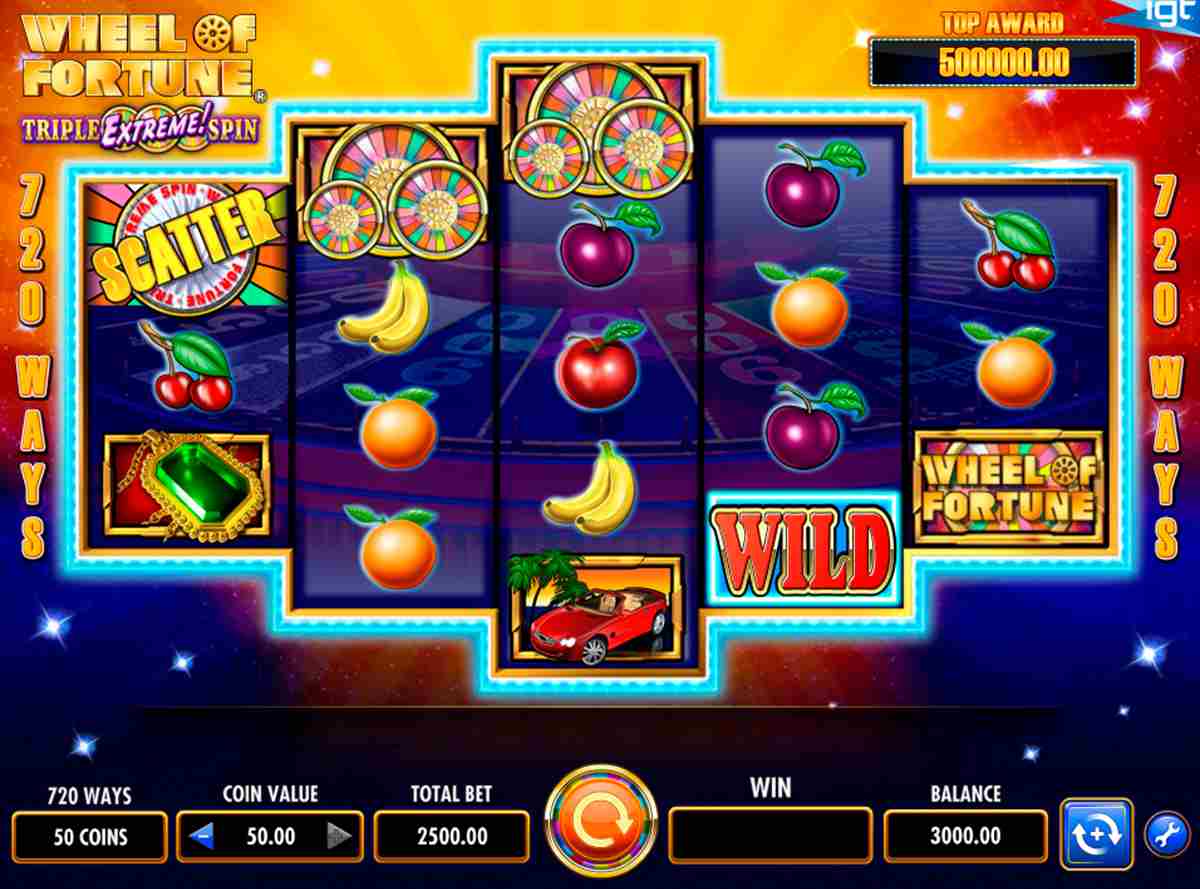 WHEEL OF
FORTUNE®
TRIPLE EXTREME! SPIN
TOP AWARD
500000.00
igt
720 WAYS
720 WAYS
SCATTER
WHEEL
WILD
WHEEL OF
FORTUNE
720 WAYS
50 COINS
COIN VALUE
50.00
TOTAL BET
2500.00
WIN
BALANCE
3000.00